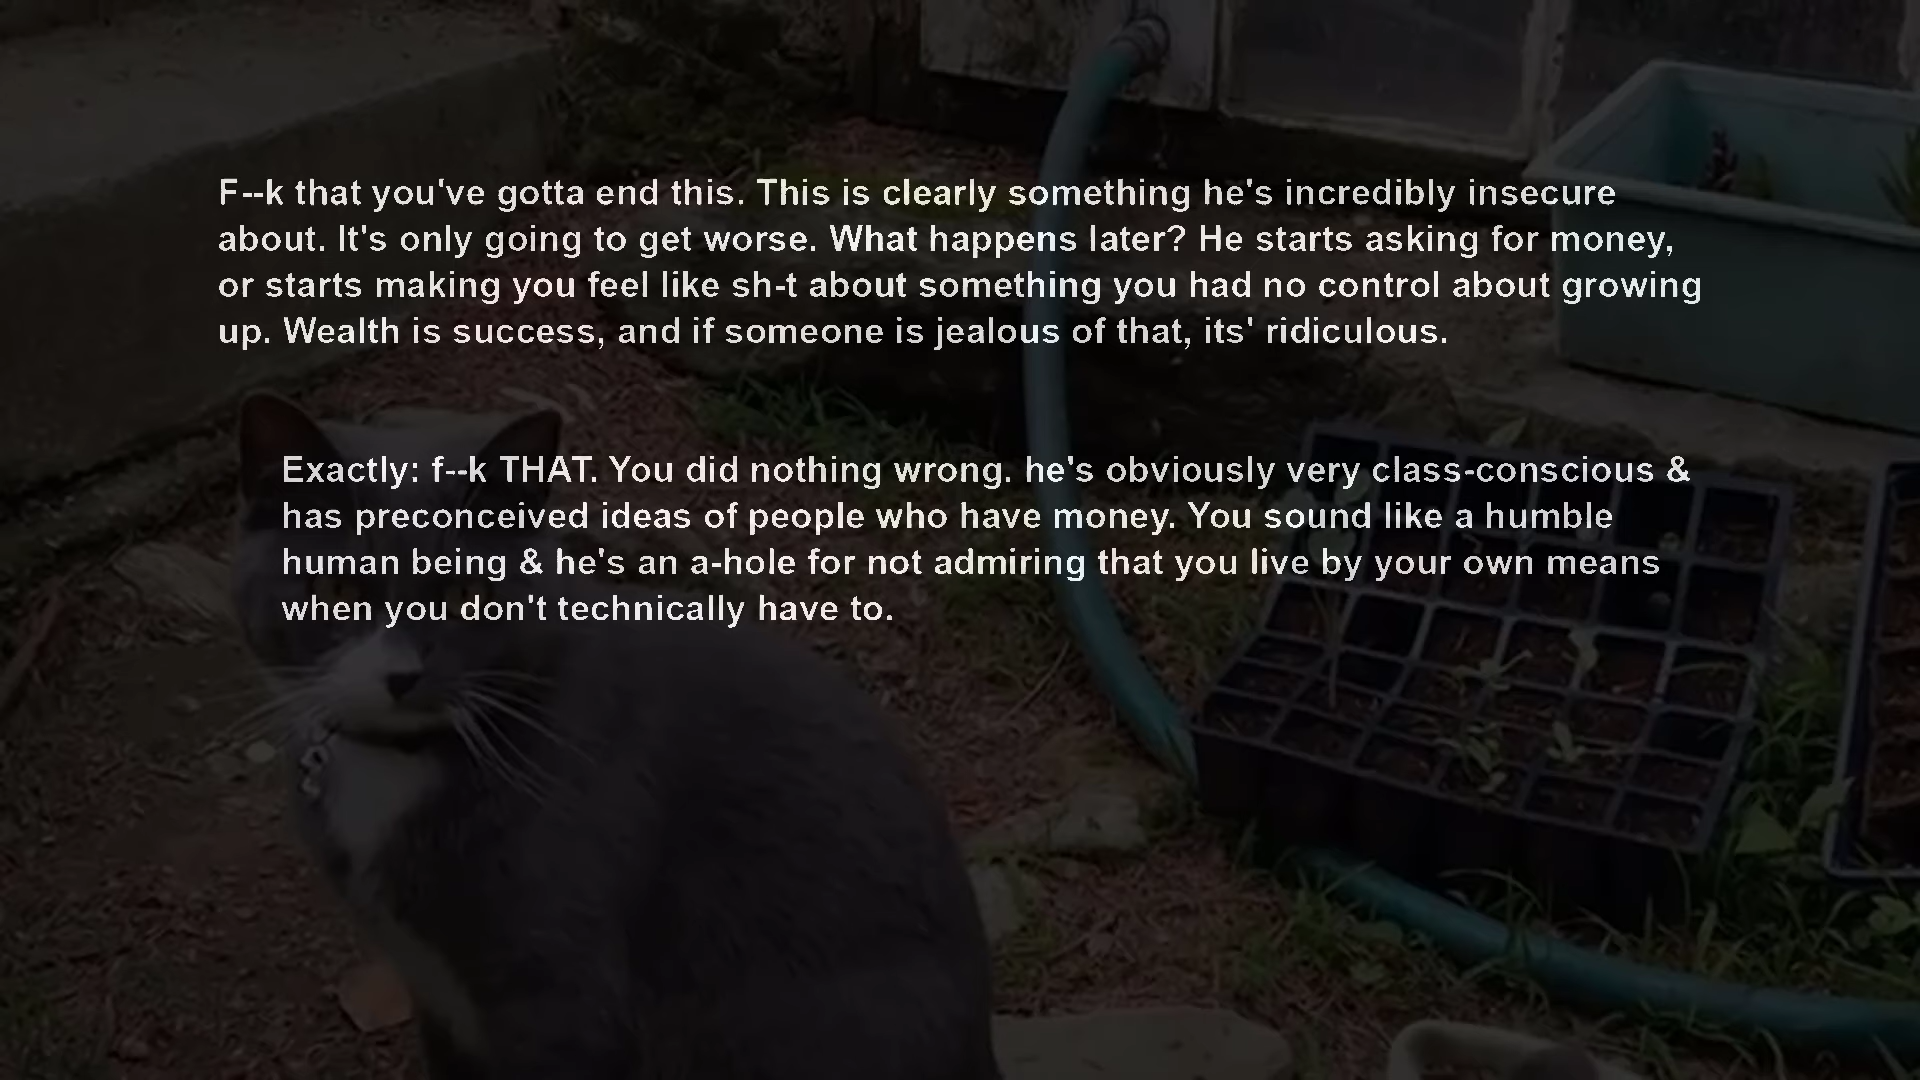 F--k that you've gotta end this. This is clearly something he's incredibly insecure
about. It's only going to get worse. What happens later? He starts asking for money,
or starts making you feel like sh-t about something you had no control about growing
up. Wealth is success, and if someone is jealous of that, its' ridiculous.
Exactly: f--k THAT. You did nothing wrong. he's obviously very class-conscious &
has preconceived ideas of people who have money. You sound like a humble
human being & he's an a-hole for not admiring that you live by your own means
when you don't technically have to.